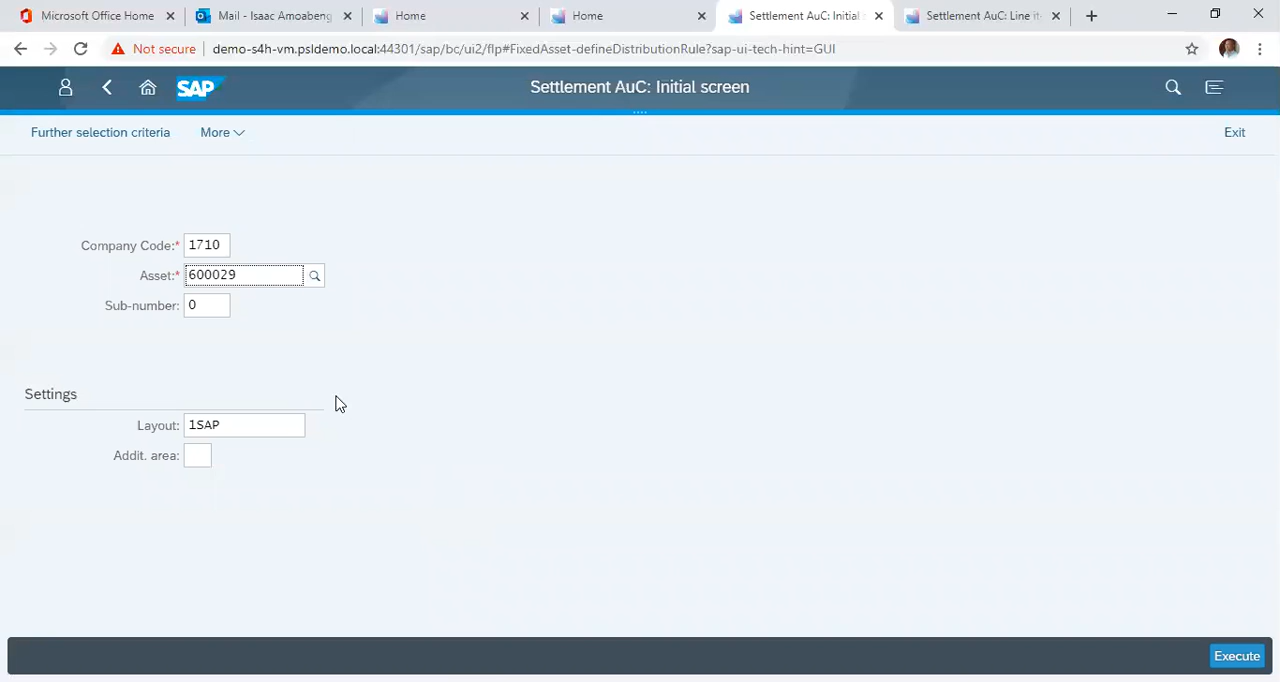 Microsoft Office Home
Mail - Isaac Amoabeng
Home
Home
Settlement AuC: Initial
Settlement AuC: Line it
Not secure
demo-s4h-vm.psldemo.local:44301/sap/bc/ui2/flp#FixedAsset-defineDistributionRule?sap-ui-tech-hint=GUI
SAP
Settlement AuC: Initial screen
Further selection criteria
More
Exit
Company Code:* 1710
Asset:* 600029
Sub-number: 0
Settings
Layout: 1SAP
Addit. area:
Execute